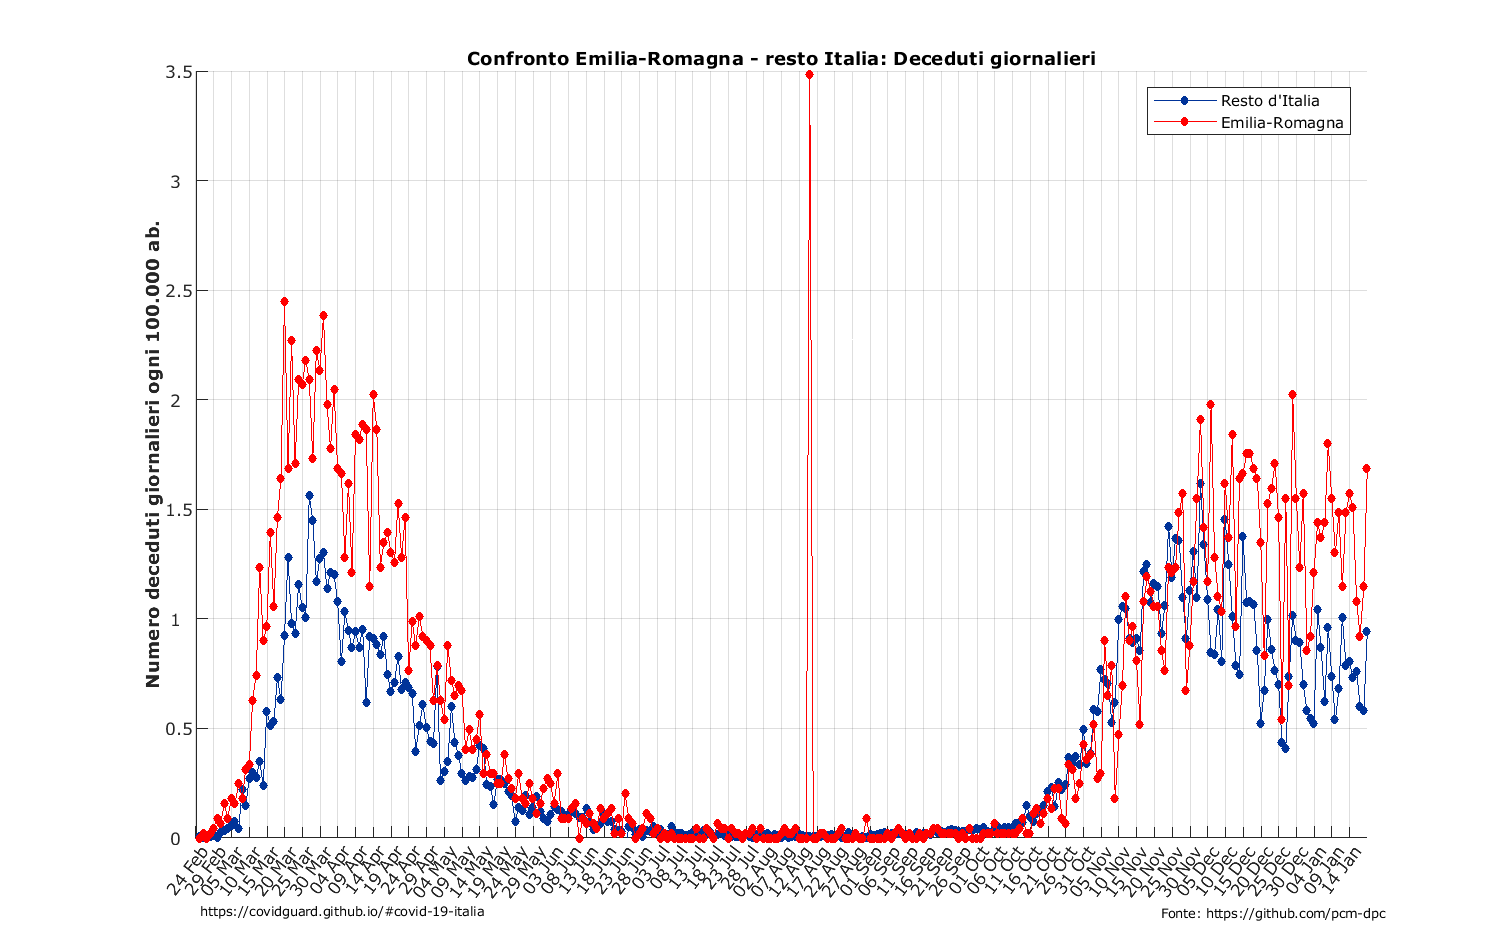 Confronto Emilia-Romagna - resto Italia: Deceduti giornalieri
Numero deceduti giornalieri ogni 100.000 ab.
3.5
3
2.5
2
1.5
1
0.5
0
Resto d'Italia
Emilia-Romagna
24 Feb
29 Feb
05 Mar
10 Mar
15 Mar
20 Mar
25 Mar
30 Mar
04 Apr
09 Apr
14 Apr
19 Apr
24 Apr
29 Apr
04 May
09 May
14 May
19 May
24 May
29 May
03 Jun
08 Jun
13 Jun
18 Jun
23 Jun
28 Jun
03 Jul
08 Jul
13 Jul
18 Jul
23 Jul
28 Jul
02 Aug
07 Aug
12 Aug
17 Aug
22 Aug
27 Aug
01 Sep
06 Sep
11 Sep
16 Sep
21 Sep
26 Sep
01 Oct
06 Oct
11 Oct
16 Oct
21 Oct
26 Oct
31 Oct
05 Nov
10 Nov
15 Nov
20 Nov
25 Nov
30 Nov
05 Dec
10 Dec
15 Dec
20 Dec
25 Dec
30 Dec
04 Jan
09 Jan
14 Jan
https://covidguard.github.io/#covid-19-italia
Fonte: https://github.com/pcm-dpc